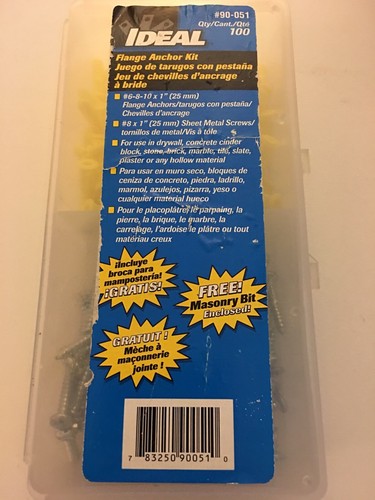 #90-051
Qty/Cant./Qté
100
IDEAL
Flange Anchor Kit
Juego de tarugos con pestaña
Jeu de chevilles d'ancrage
à bride
#6-8-10 x 1" (25 mm)
Flange Anchors/tarugos con pestaña/
Chevilles d'ancrage
#8 x 1" (25 mm) Sheet Metal Screws/
tornillos de metal/Vis à tôle
For use in drywall, concrete cinder
block, stone, brick, marble, tile, slate,
plaster or any hollow material
Para usar en muro seco, bloques de
ceniza de concreto, piedra, ladrillo,
marmol, azulejos, pizarra, yeso o
cualquier material hueco
Pour le placoplâtre, le parpaing, la
pierre, la brique, le marbre, la
carrelage, l'ardoise le plâtre ou tout
matériau creux
¡Incluye
broca para
mampostería!
¡GRATIS!
FREE!
Masonry Bit
Enclosed!
GRATUIT !
Mèche à
maçonnerie
jointe !
7 83250 90051 0